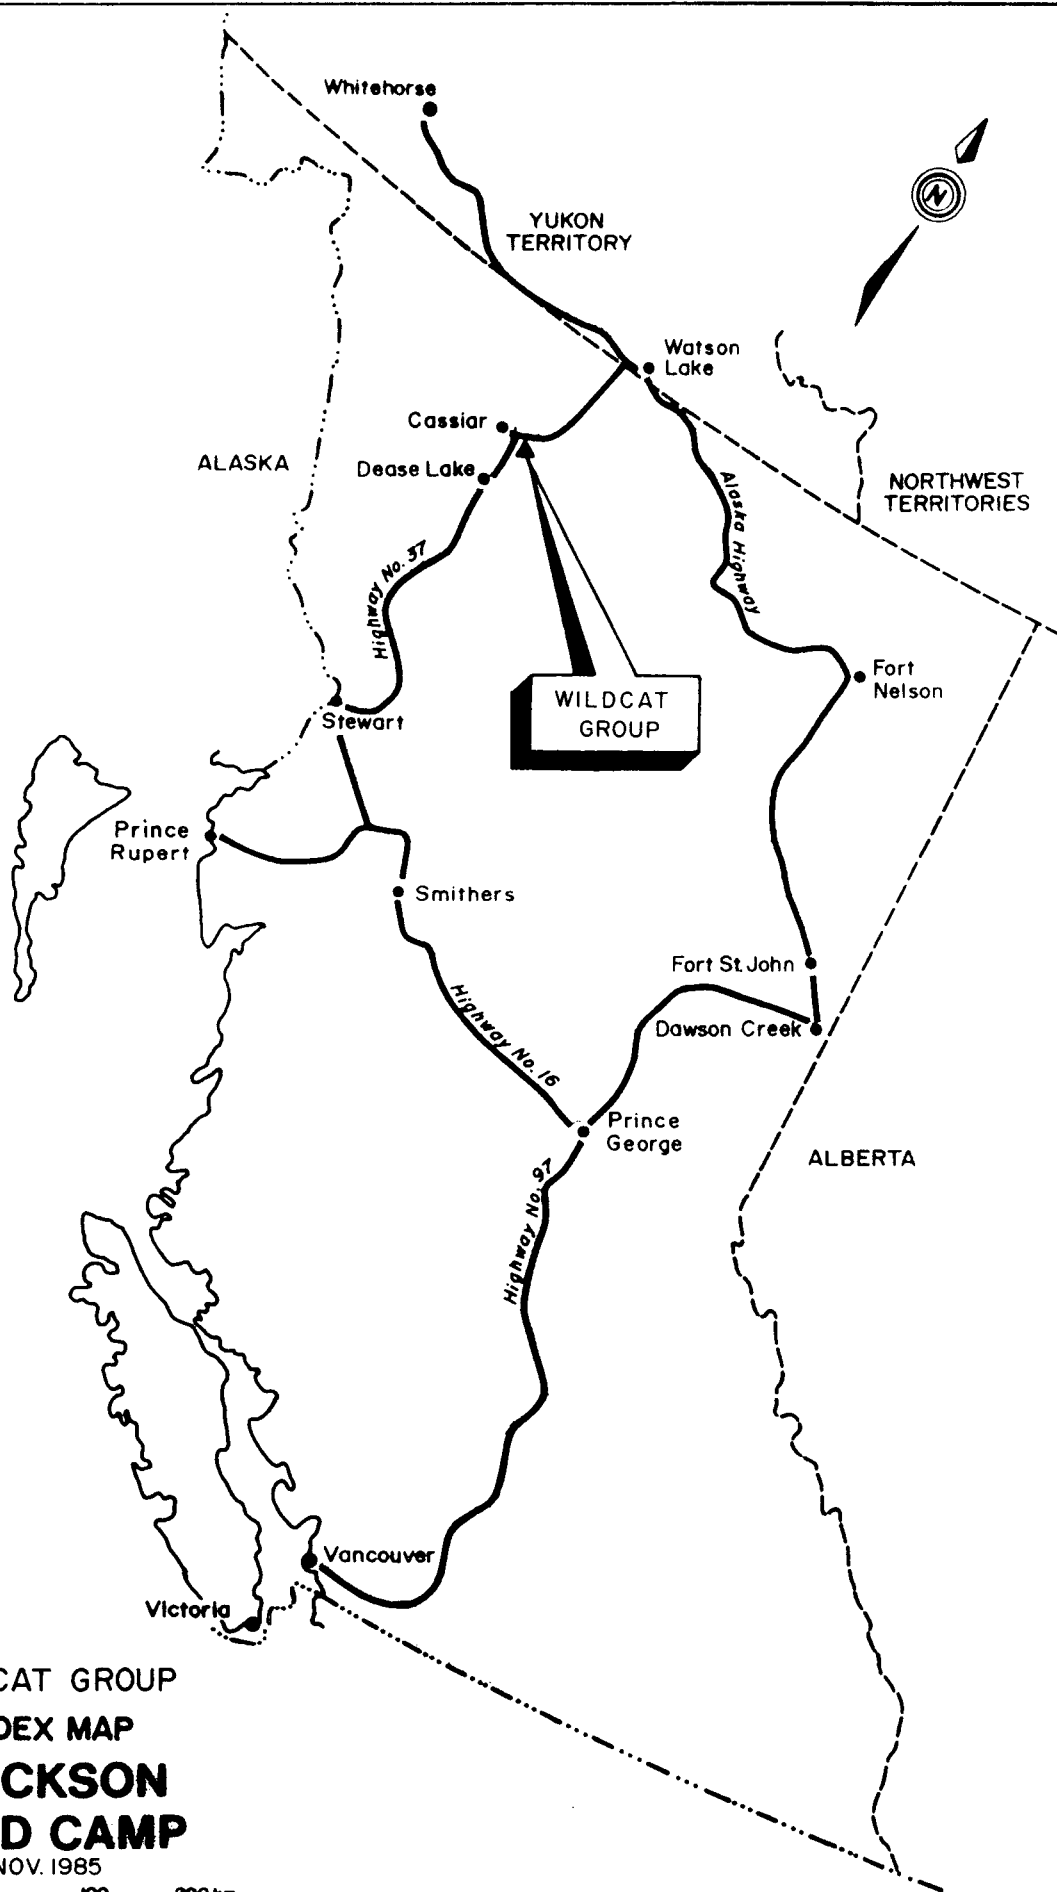 Whitehorse
YUKON
TERRITORY
N
Watson
Lake
Cassiar
ALASKA
Dease Lake
NORTHWEST
TERRITORIES
Alaska Highway
Highway No. 37
Fort
Nelson
WILDCAT
GROUP
Stewart
Prince
Rupert
Smithers
Fort St. John
Highway No. 16
Dawson Creek
Prince
George
ALBERTA
Highway No. 97
Vancouver
Victoria
CAT GROUP
DEX MAP
CKSON
D CAMP
NOV. 1985